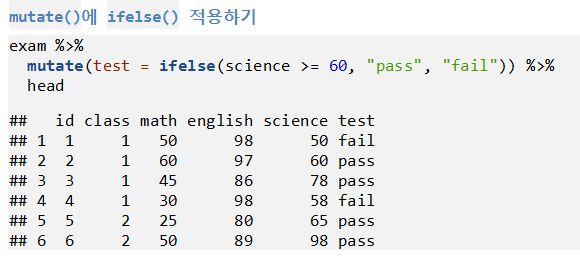 mutate()에 ifelse() 적용하기
exam %>%
  mutate(test = ifelse(science >= 60, "pass", "fail")) %>%
  head
##   id class math english science test
## 1  1     1   50      98      50 fail
## 2  2     1   60      97      60 pass
## 3  3     1   45      86      78 pass
## 4  4     1   30      98      58 fail
## 5  5     2   25      80      65 pass
## 6  6     2   50      89      98 pass